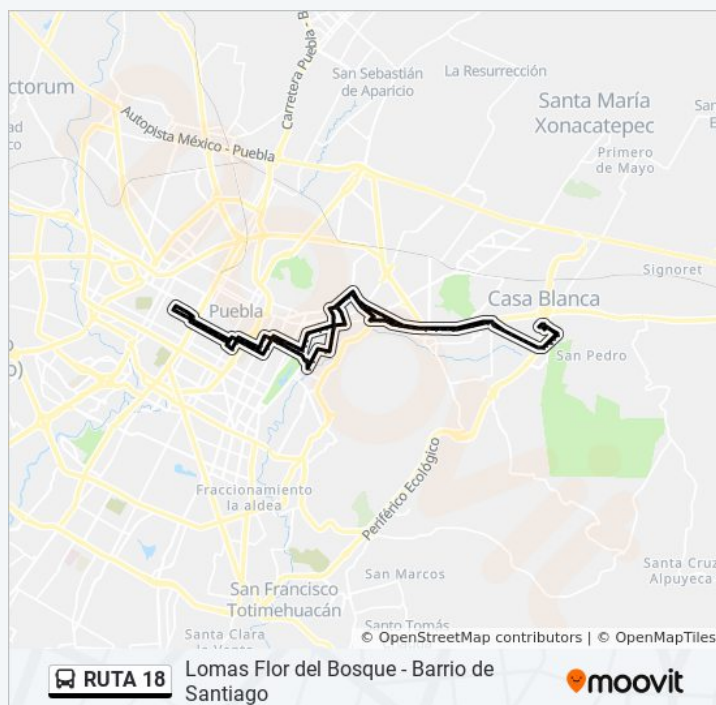 Carretera Puebla - B
San Sebastián
de Aparicio
La Resurrección
ctorum
Santa María
Xonacatepec
Autopista México - Puebla
Primero
de Mayo
Signoret
Casa Blanca
Puebla
San Pedro
Periférico Ecológico
Fraccionamiento
la aldea
San Marcos
Santa Cruz
Alpuyeca
San Francisco
Totimehuacán
Santo Tomás
Santa Clara
© OpenStreetMap contributors | © OpenMapTiles
RUTA 18
Lomas Flor del Bosque - Barrio de
Santiago
moovit